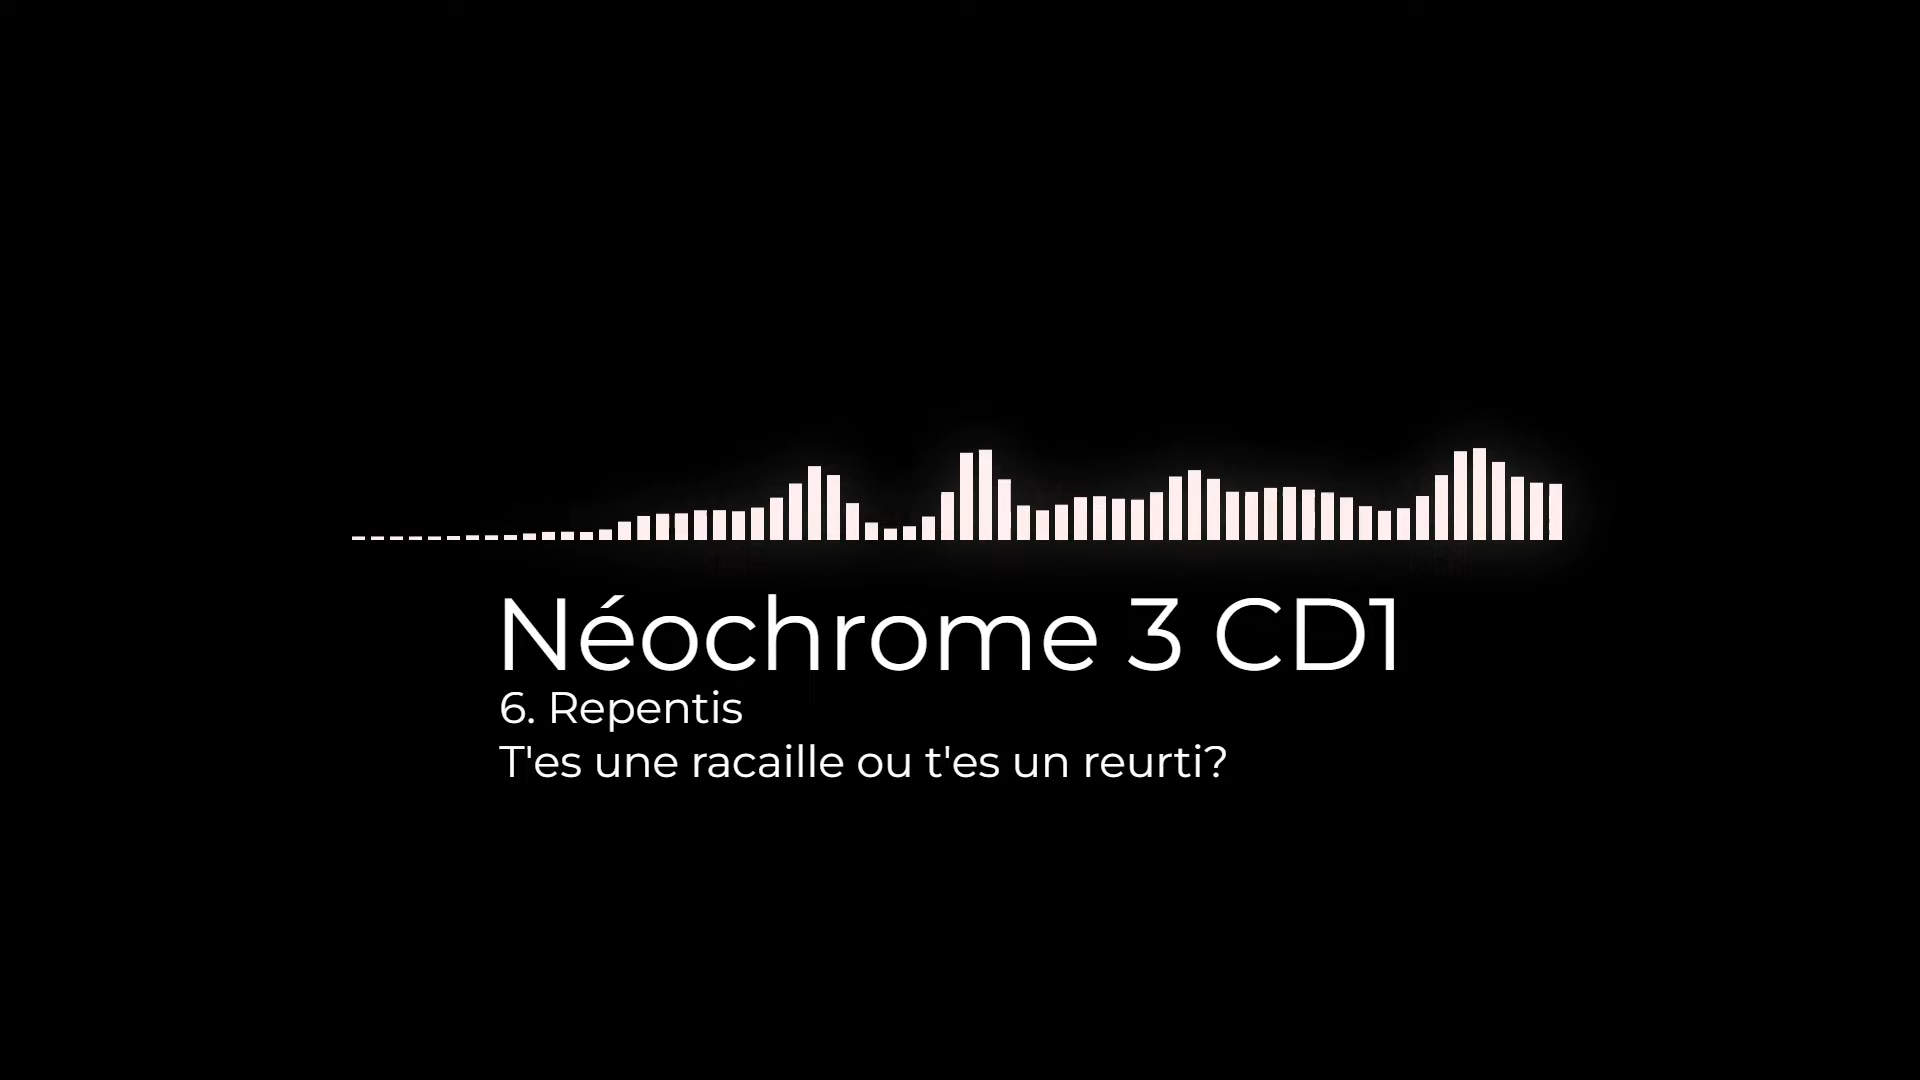 Néochrome 3 CD1
6. Repentis
T'es une racaille ou t'es un reurti?